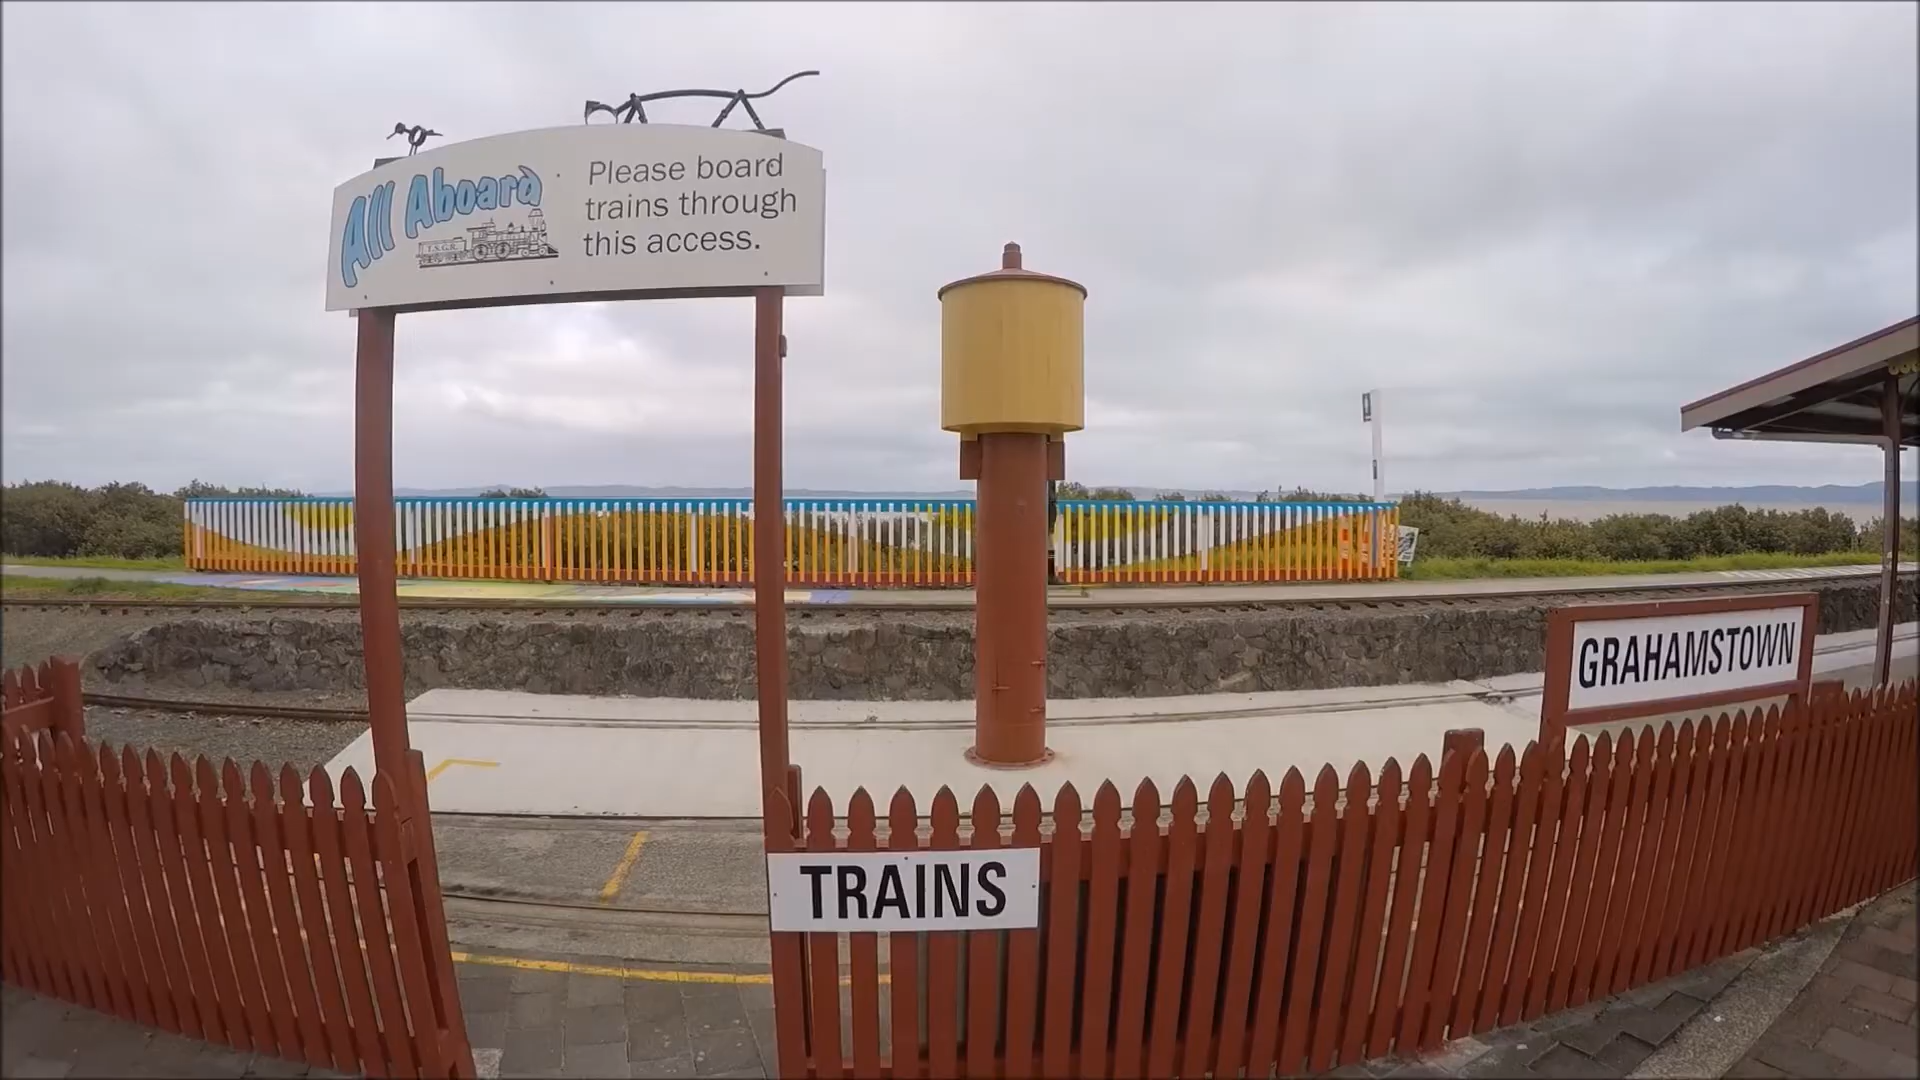 All Aboard
T.S.G.R.
Please board
trains through
this access.
GRAHAMSTOWN
TRAINS